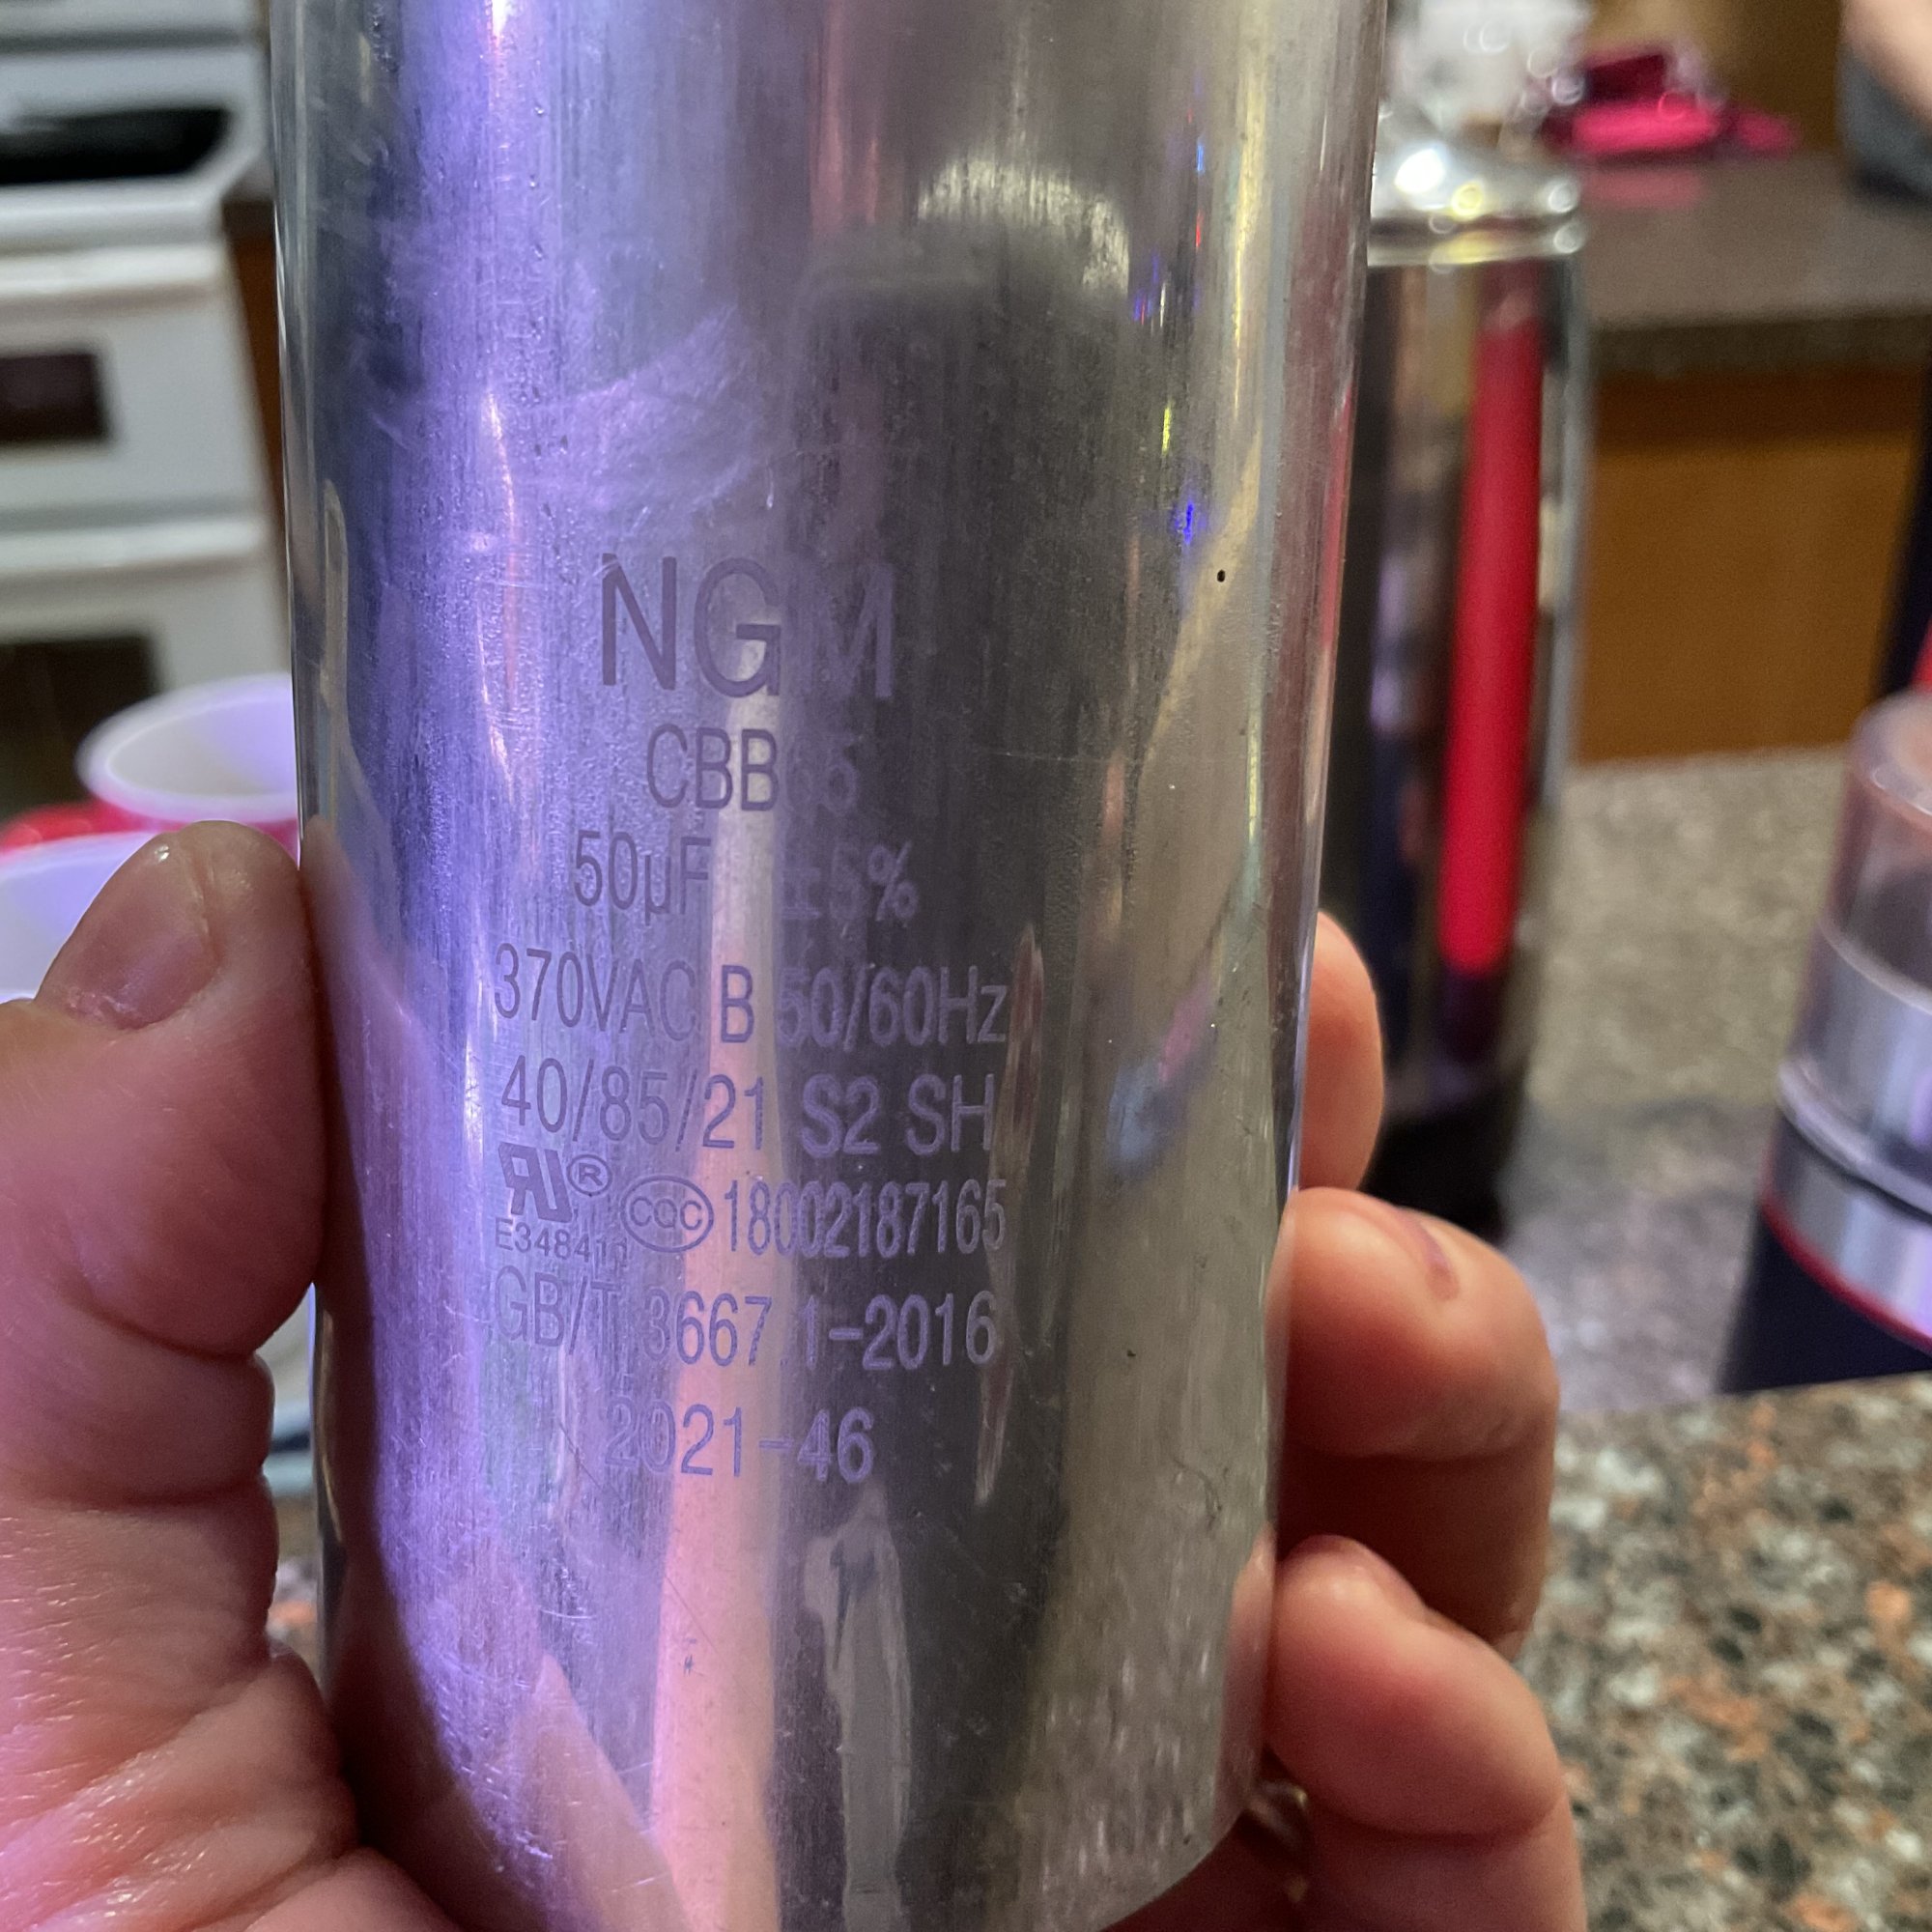 NGM
CBB65
50µF ±5%
370VAC B 50/60Hz
40/85/21 S2 SH
® CQC 18002187165
GB/T 3667.1-2016
2021-46